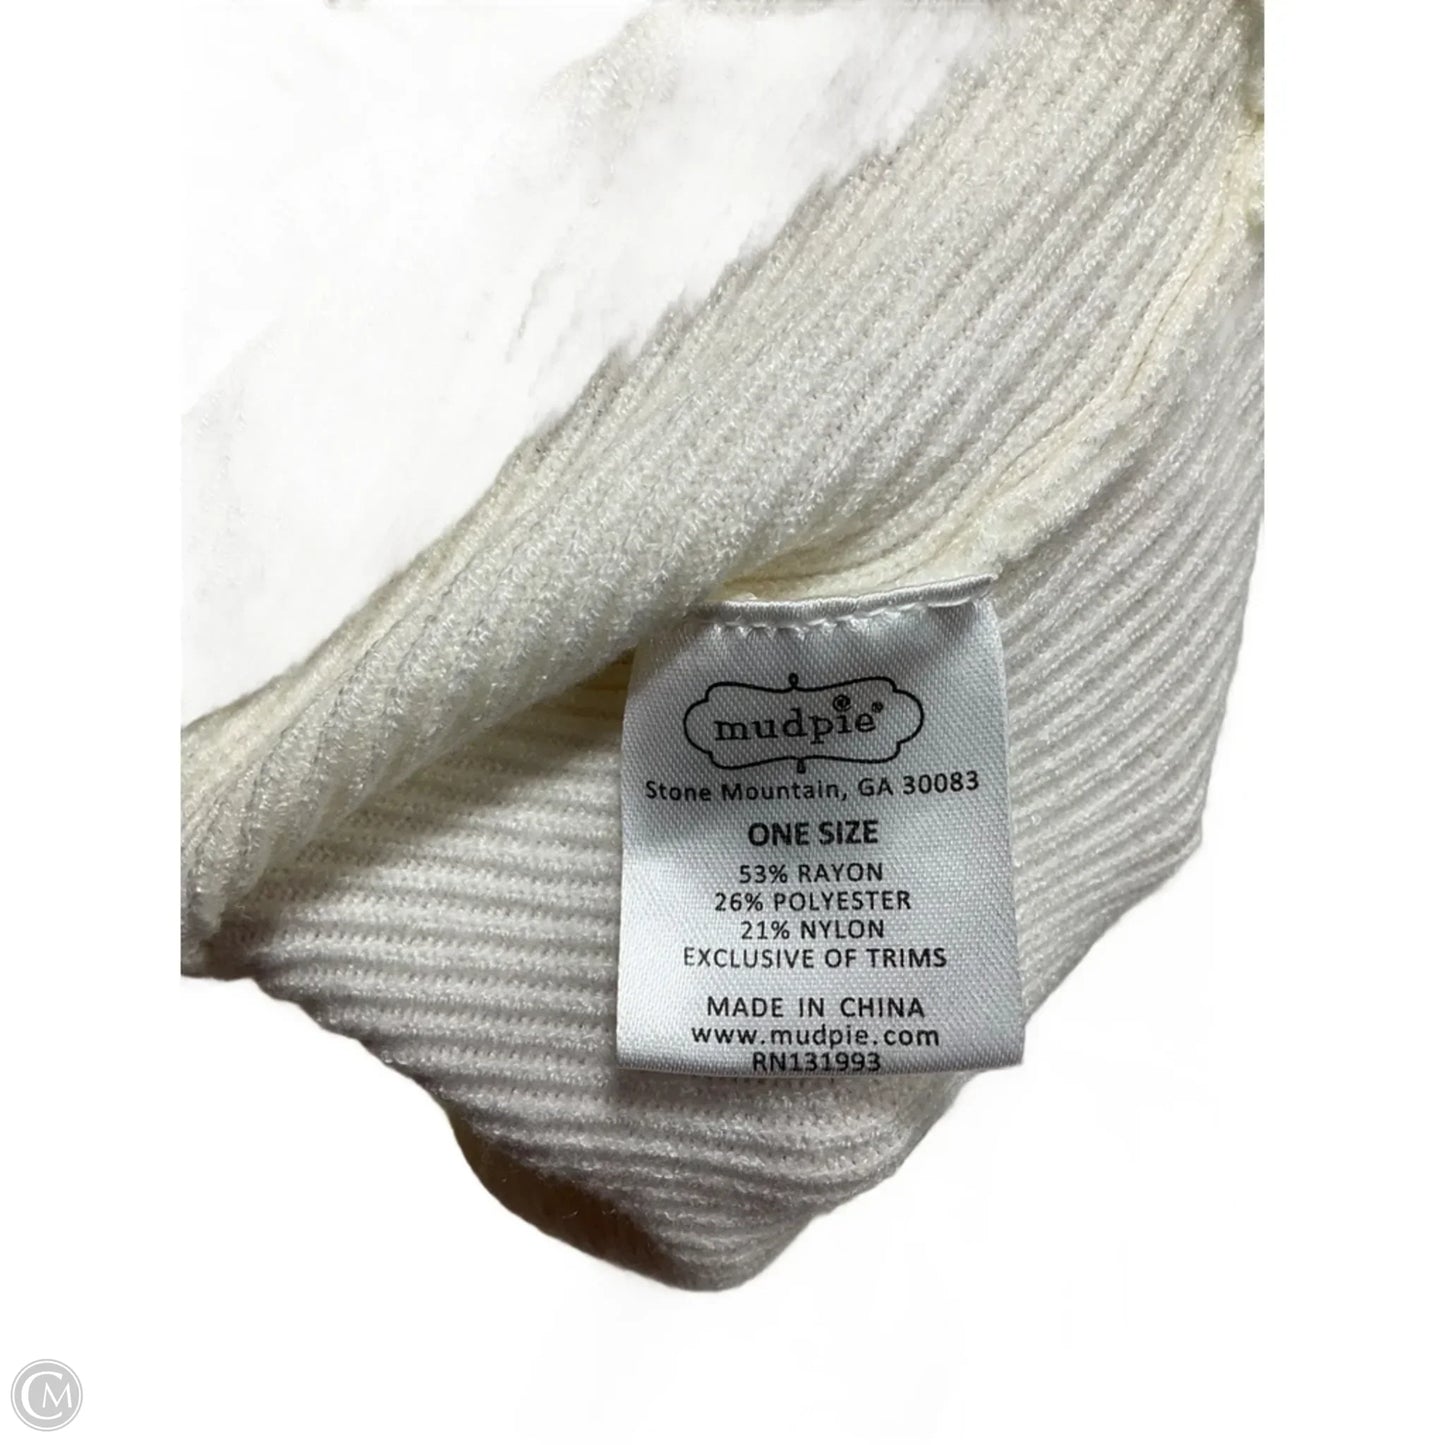 mudpie®
Stone Mountain, GA 30083
ONE SIZE
53% RAYON
26% POLYESTER
21% NYLON
EXCLUSIVE OF TRIMS
MADE IN CHINA
www.mudpie.com
RN131993
CM